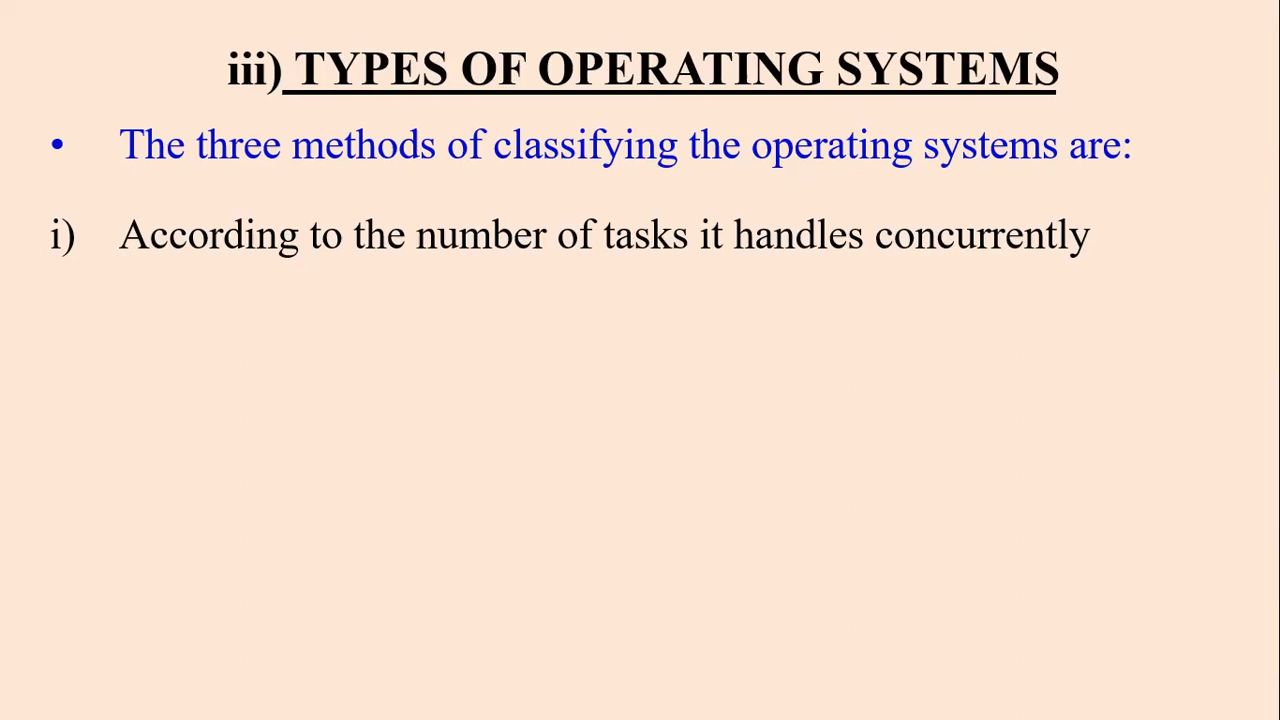 iii) TYPES OF OPERATING SYSTEMS
• The three methods of classifying the operating systems are:
i) According to the number of tasks it handles concurrently